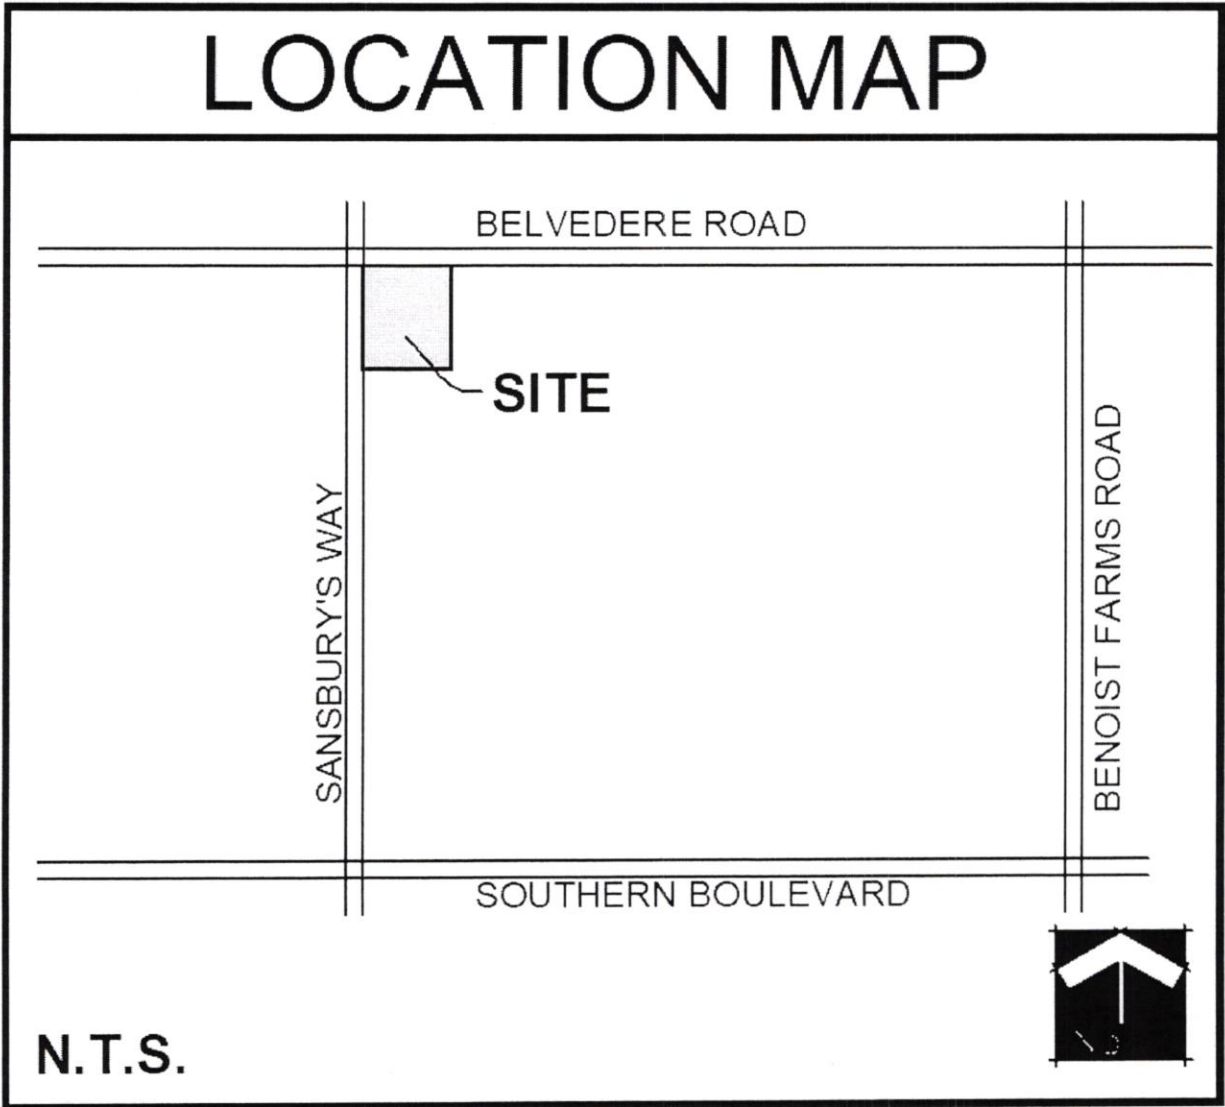 LOCATION MAP
BELVEDERE ROAD
SITE
SANSBURY'S WAY
BENOIST FARMS ROAD
SOUTHERN BOULEVARD
N.T.S.